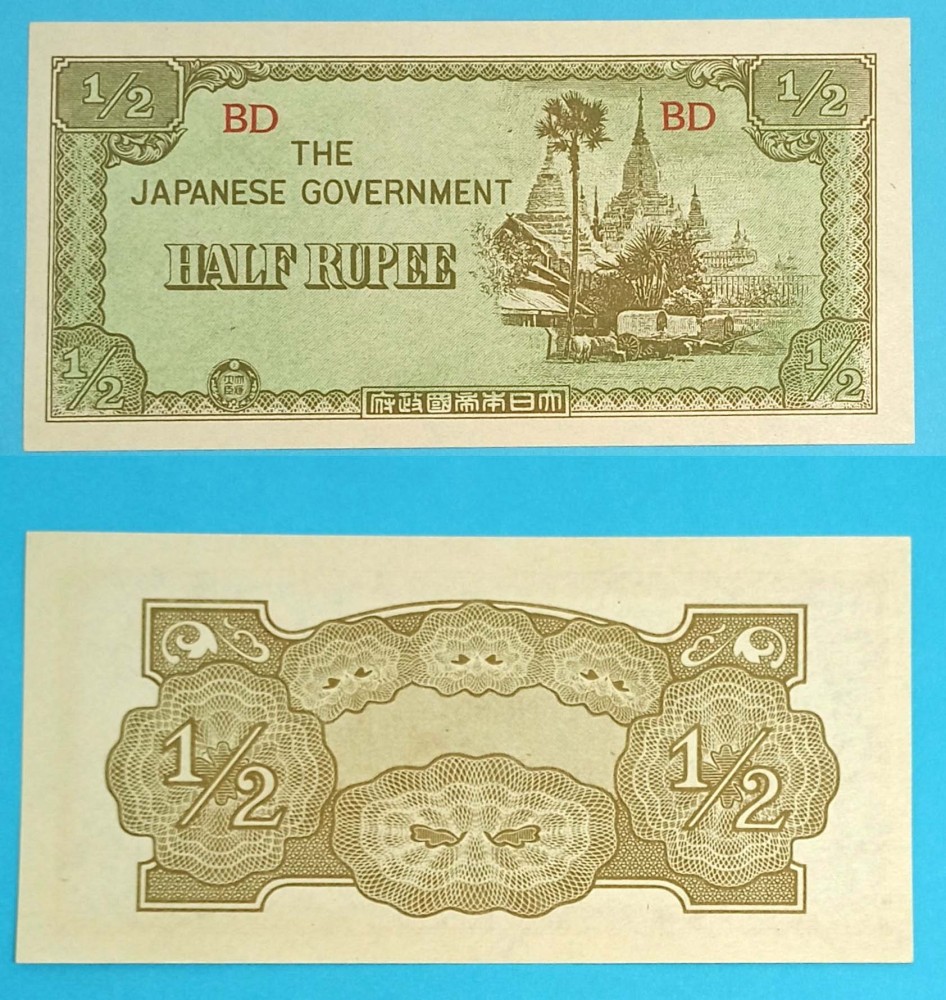 1/2
1/2
BD
BD
THE
JAPANESE GOVERNMENT
HALF RUPEE
1/2
1/2
大日本帝國政府
1/2
1/2